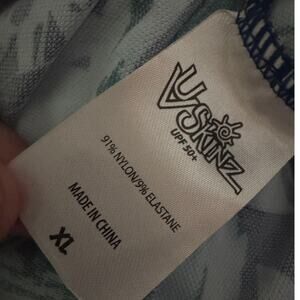 UV SKINZ
UPF 50+
91% NYLON/9% ELASTANE
MADE IN CHINA
XL